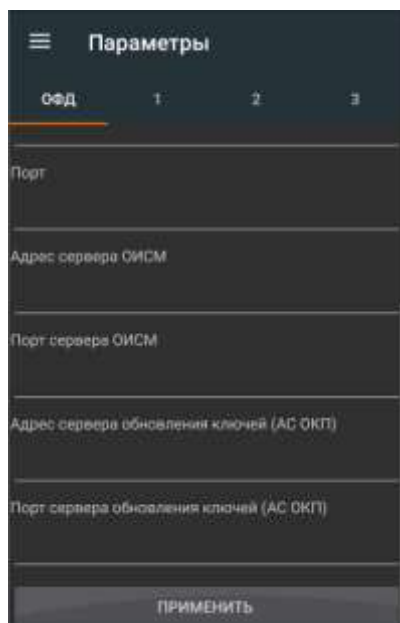 Параметры
ОФД 1 2 3
Порт
Адрес сервера ОИСМ
Порт сервера ОИСМ
Адрес сервера обновления ключей (АС ОКП)
Порт сервера обновления ключей (АС ОКП)
ПРИМЕНИТЬ